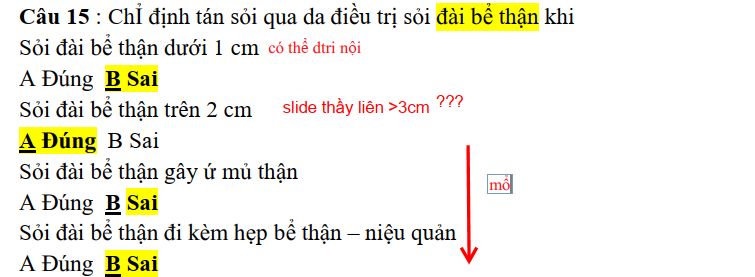 Câu 15 : Chỉ định tán sỏi qua da điều trị sỏi đài bể thận khi
Sỏi đài bể thận dưới 1 cm có thể dtri nội
A Đúng B Sai
Sỏi đài bể thận trên 2 cm slide thầy liên >3cm ???
A Đúng B Sai
Sỏi đài bể thận gây ứ mủ thận
mổ
A Đúng B Sai
Sỏi đài bể thận đi kèm hẹp bể thận – niệu quản
A Đúng B Sai